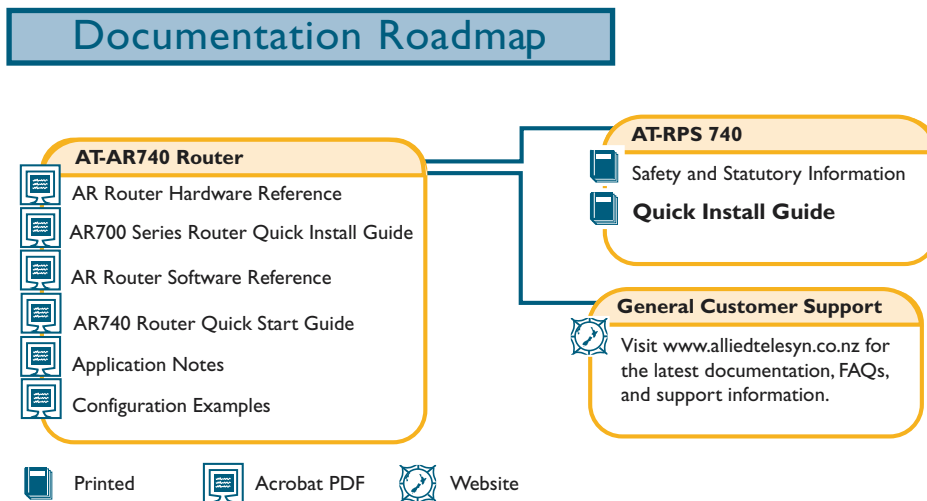 Documentation Roadmap
AT-AR740 Router
AR Router Hardware Reference
AR700 Series Router Quick Install Guide
AR Router Software Reference
AR740 Router Quick Start Guide
Application Notes
Configuration Examples
AT-RPS 740
Safety and Statutory Information
Quick Install Guide
General Customer Support
Visit www.alliedtelesyn.co.nz for
the latest documentation, FAQs,
and support information.
Printed
Acrobat PDF
Website